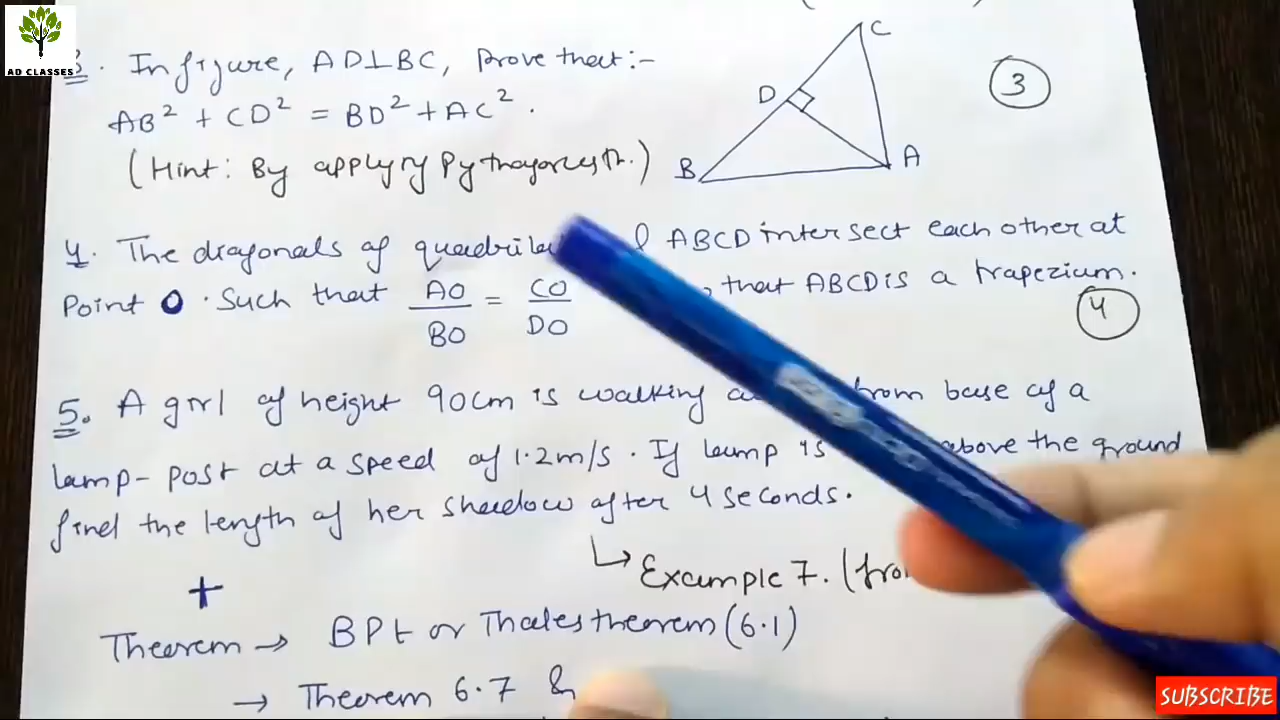 AD CLASSES
3. In figure, AD⊥BC, Prove that:-
AB² + CD² = BD² + AC².
(Hint: By applying Pythagores th.)
C
D
B
A
3
4. The diagonals of ABCD intersect each other at
Point O. Such that AO/BO = CO/DO that ABCD is a trapezium.
4
5. A girl of height 90cm is walking from base of a
lamp-post at a speed of 1.2m/s. If lamp is above the ground
find the length of her shadow after 4 seconds.
↳ Example 7.
+
Theorem → BPt or Thales theorem (6.1)
→ Theorem 6.7 &
SUBSCRIBE